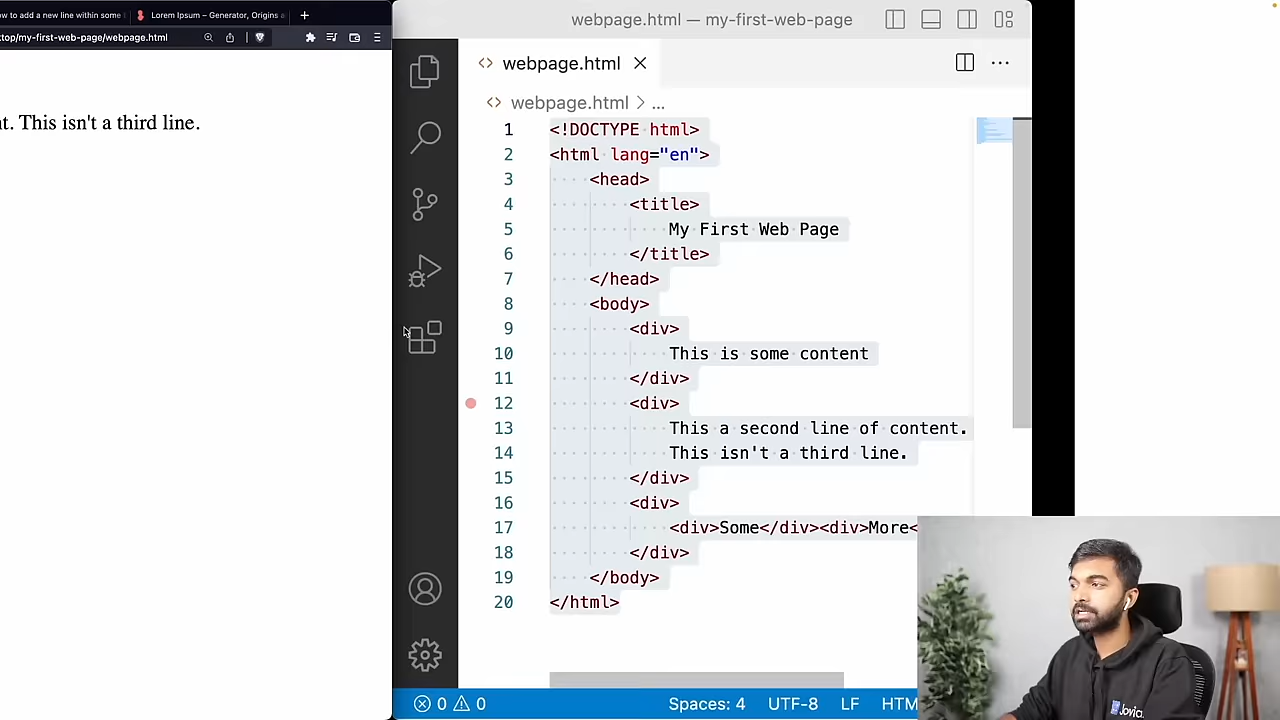 ow to add a new line within some
Lorem Ipsum – Generator, Origins a
top/my-first-web-page/webpage.html
t. This isn't a third line.
webpage.html — my-first-web-page
webpage.html
webpage.html > ...
1 <!DOCTYPE html>
2 <html lang="en">
3 <head>
4 <title>
5 My First Web Page
6 </title>
7 </head>
8 <body>
9 <div>
10 This is some content
11 </div>
12 <div>
13 This a second line of content.
14 This isn't a third line.
15 </div>
16 <div>
17 <div>Some</div><div>More<
18 </div>
19 </body>
20 </html>
0 0
Spaces: 4 UTF-8 LF HTM
Jovia